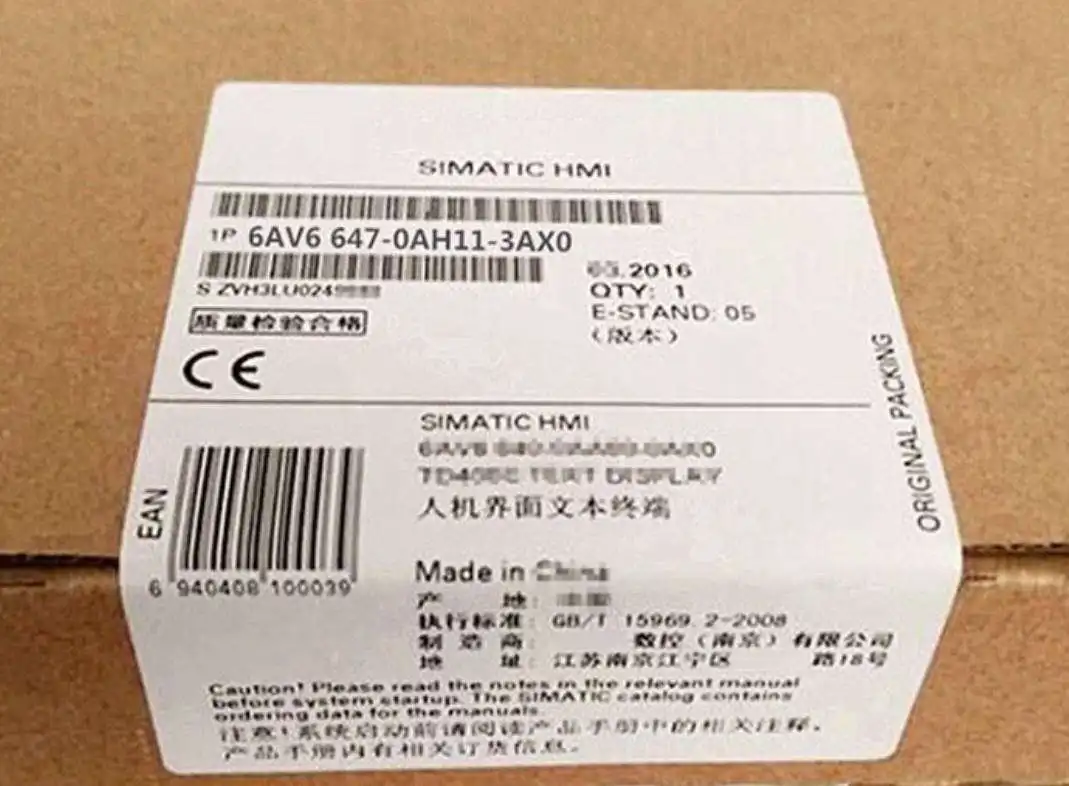 SIMATIC HMI
1P 6AV6 647-0AH11-3AX0
S ZVH3LU0249
.2016
QTY: 1
E-STAND: 05
(版本)
质量检验合格
CE
ORIGINAL PACKING
SIMATIC HMI
TEXT DISPLAY
人机界面文本终端
EAN
6 940408 100039
Made in China
产 地:
执行标准: GB/T 15969.2-2008
制造商: 数控(南京)有限公司
地 址: 江苏南京江宁区 路18号
Caution! Please read the notes in the relevant manual
before system startup. The SIMATIC catalog contains
ordering data for the manuals.
注意!系统启动前请阅读产品手册中的相关注释.
产品手册内有相关订货信息.